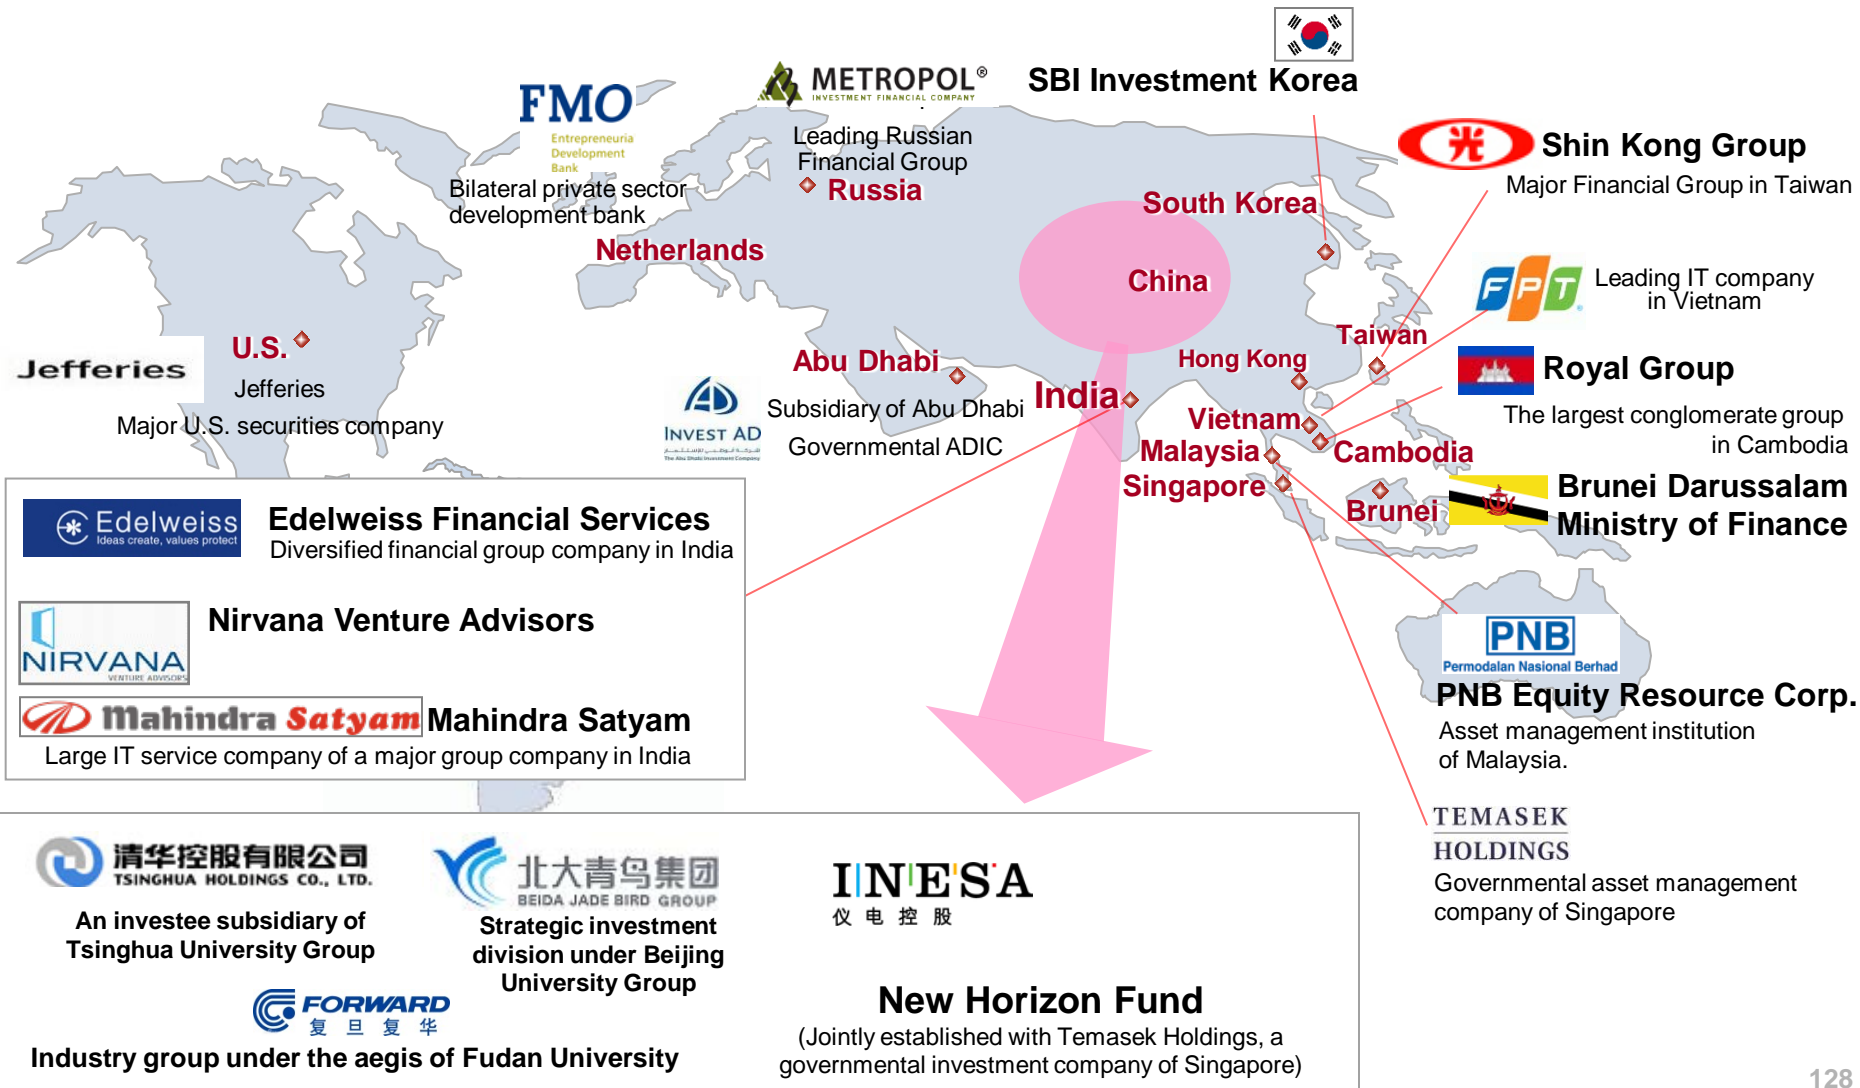 SBI Investment Korea
METROPOL®
INVESTMENT FINANCIAL COMPANY
Leading Russian
Financial Group
Russia
FMO
Entrepreneuria
Development
Bank
Bilateral private sector
development bank
Netherlands
光
Shin Kong Group
Major Financial Group in Taiwan
South Korea
China
FPT
Leading IT company
in Vietnam
Taiwan
Hong Kong
Royal Group
The largest conglomerate group
in Cambodia
Jefferies
U.S.
Jefferies
Major U.S. securities company
Abu Dhabi
INVEST AD
The Abu Dhabi Investment Company
Subsidiary of Abu Dhabi
Governmental ADIC
India
Vietnam
Malaysia
Cambodia
Singapore
Brunei
Brunei Darussalam
Ministry of Finance
Edelweiss
Ideas create, values protect
Edelweiss Financial Services
Diversified financial group company in India
NIRVANA
VENTURE ADVISORS
Nirvana Venture Advisors
Mahindra Satyam
Mahindra Satyam
Large IT service company of a major group company in India
PNB
Permodalan Nasional Berhad
PNB Equity Resource Corp.
Asset management institution
of Malaysia.
TEMASEK
HOLDINGS
Governmental asset management
company of Singapore
清华控股有限公司
TSINGHUA HOLDINGS CO., LTD.
An investee subsidiary of
Tsinghua University Group
北大青鸟集团
BEIDA JADE BIRD GROUP
Strategic investment
division under Beijing
University Group
INESA
仪电控股
FORWARD
复旦复华
Industry group under the aegis of Fudan University
New Horizon Fund
(Jointly established with Temasek Holdings, a
governmental investment company of Singapore)
128